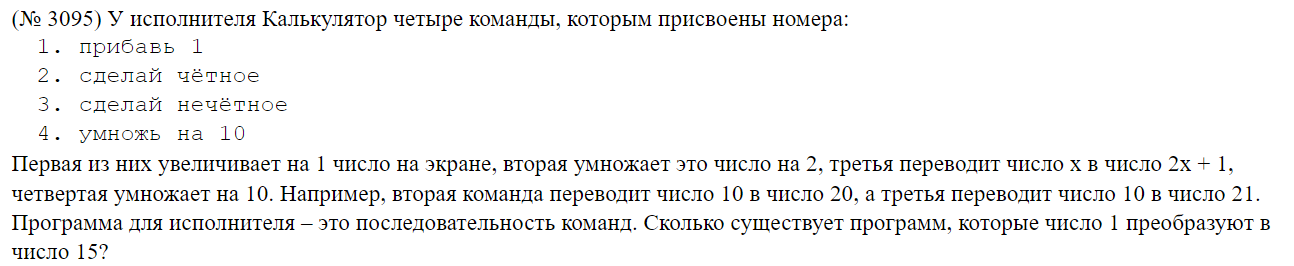 (№ 3095) У исполнителя Калькулятор четыре команды, которым присвоены номера:
1. прибавь 1
2. сделай чётное
3. сделай нечётное
4. умножь на 10
Первая из них увеличивает на 1 число на экране, вторая умножает это число на 2, третья переводит число x в число 2x + 1,
четвертая умножает на 10. Например, вторая команда переводит число 10 в число 20, а третья переводит число 10 в число 21.
Программа для исполнителя – это последовательность команд. Сколько существует программ, которые число 1 преобразуют в
число 15?